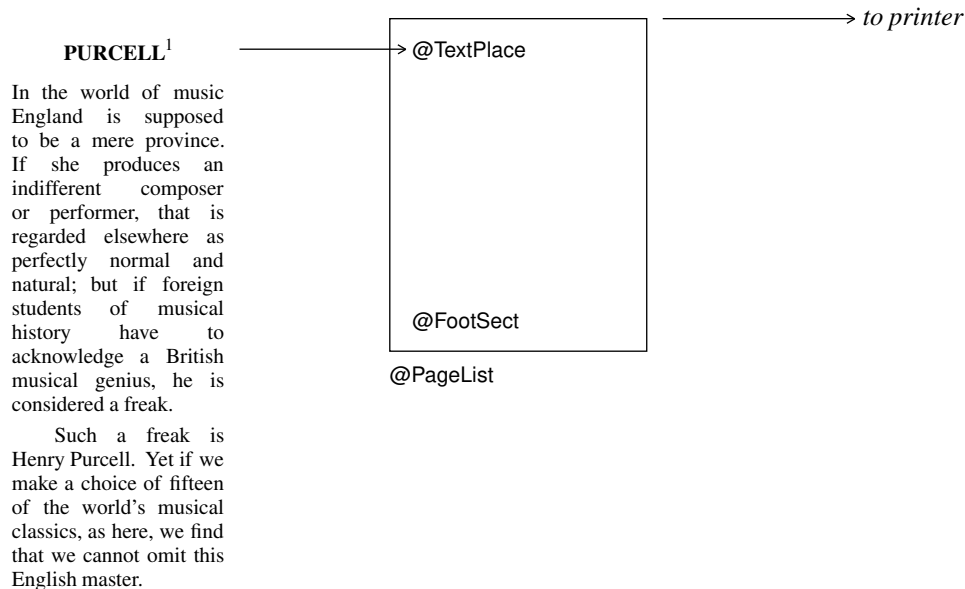 PURCELL1
In the world of music
England is supposed
to be a mere province.
If she produces an
indifferent composer
or performer, that is
regarded elsewhere as
perfectly normal and
natural; but if foreign
students of musical
history have to
acknowledge a British
musical genius, he is
considered a freak.
Such a freak is
Henry Purcell. Yet if we
make a choice of fifteen
of the world's musical
classics, as here, we find
that we cannot omit this
English master.
@TextPlace
@FootSect
@PageList
to printer